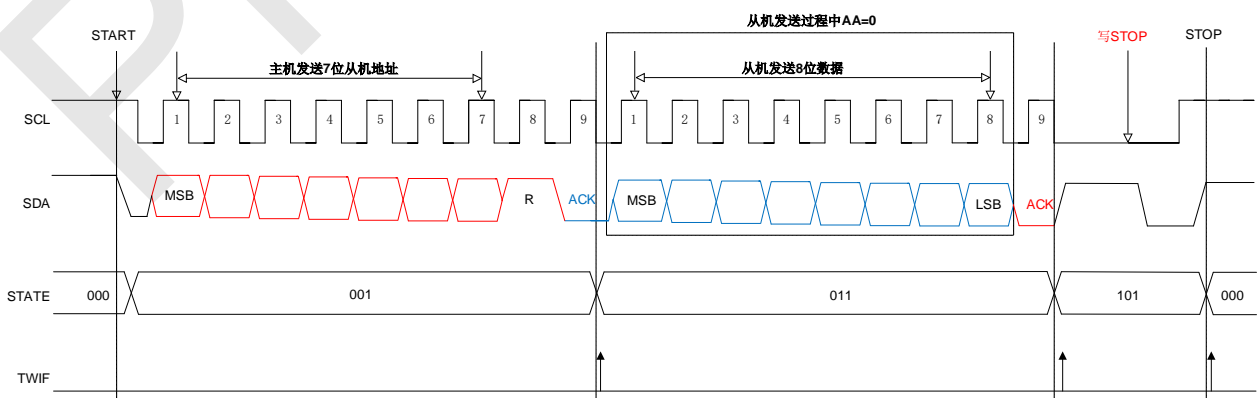 从机发送过程中AA=0
START
写STOP
STOP
主机发送7位从机地址
从机发送8位数据
SCL
1 2 3 4 5 6 7 8 9 1 2 3 4 5 6 7 8 9
SDA
MSB R ACK MSB LSB ACK
STATE 000 001 011 101 000
TWIF